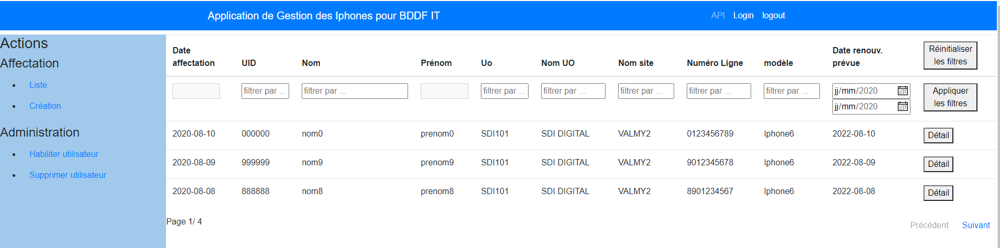 Application de Gestion des Iphones pour BDDF IT API Login logout
Actions
Affectation
Liste
Création
Administration
Habiliter utilisateur
Supprimer utilisateur
Date affectation UID Nom Prénom Uo Nom UO Nom site Numéro Ligne modèle Date renouv. prévue Réinitialiser les filtres
filtrer par ... filtrer par ... filtrer par ... filtrer par ... filtrer par ... filtrer par ... filtrer par ... jj/mm/2020 Appliquer les filtres
jj/mm/2020
2020-08-10 000000 nom0 prenom0 SDI101 SDI DIGITAL VALMY2 0123456789 Iphone6 2022-08-10 Détail
2020-08-09 999999 nom9 prenom9 SDI101 SDI DIGITAL VALMY2 9012345678 Iphone6 2022-08-09 Détail
2020-08-08 888888 nom8 prenom8 SDI101 SDI DIGITAL VALMY2 8901234567 Iphone6 2022-08-08 Détail
Page 1/ 4 Précédent Suivant